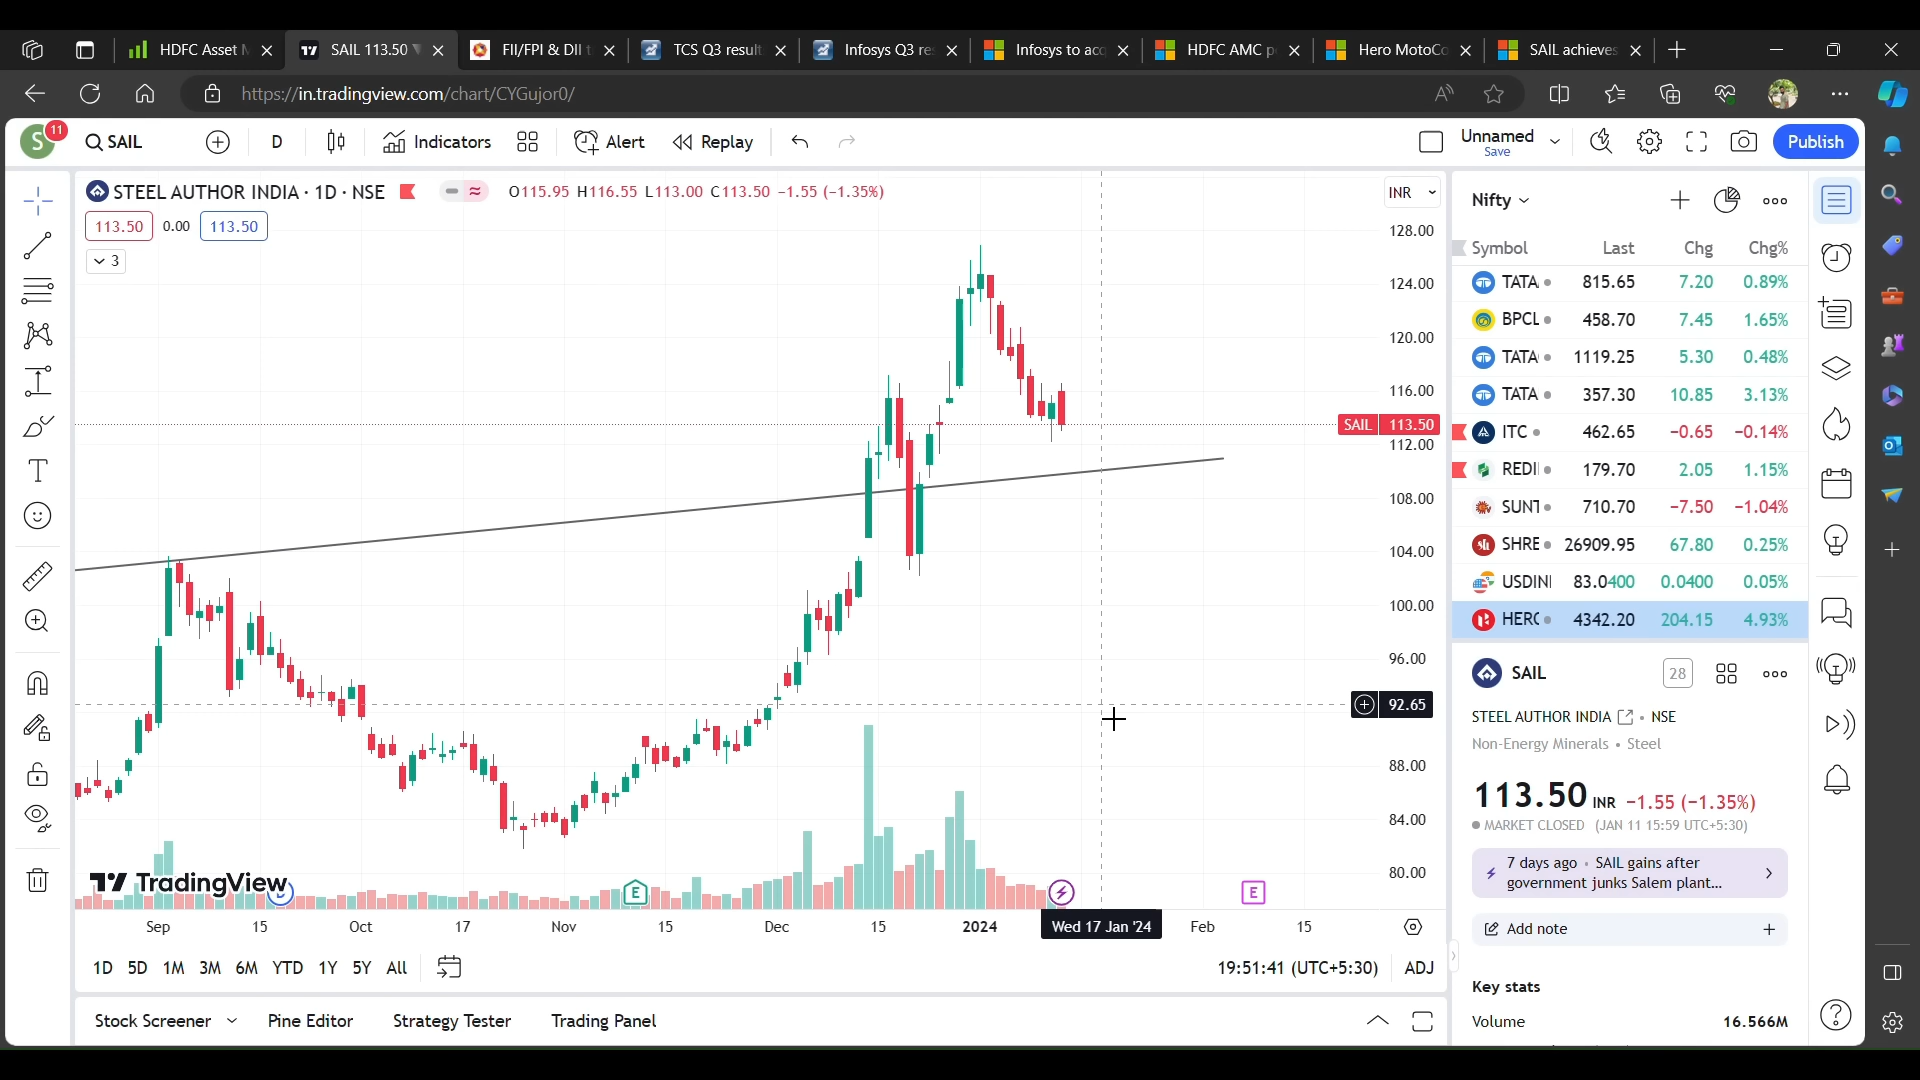 HDFC Asset M
SAIL 113.50 ▼
FII/FPI & DII t
TCS Q3 result
Infosys Q3 re
Infosys to acq
HDFC AMC p
Hero MotoCo
SAIL achieves
https://in.tradingview.com/chart/CYGujor0/
S 11
SAIL
D
Indicators
Alert
Replay
Unnamed
Save
Publish
STEEL AUTHOR INDIA · 1D · NSE
O115.95 H116.55 L113.00 C113.50 −1.55 (−1.35%)
INR
113.50 0.00 113.50
3
128.00
124.00
120.00
116.00
SAIL 113.50
112.00
108.00
104.00
100.00
96.00
92.65
88.00
84.00
80.00
TradingView
D
E
E
Sep 15 Oct 17 Nov 15 Dec 15 2024 Wed 17 Jan '24 Feb 15
1D 5D 1M 3M 6M YTD 1Y 5Y All
19:51:41 (UTC+5:30) ADJ
Stock Screener Pine Editor Strategy Tester Trading Panel
Nifty
Symbol Last Chg Chg%
TATA 815.65 7.20 0.89%
BPCL 458.70 7.45 1.65%
TATA 1119.25 5.30 0.48%
TATA 357.30 10.85 3.13%
ITC 462.65 −0.65 −0.14%
REDI 179.70 2.05 1.15%
SUNT 710.70 −7.50 −1.04%
SHRE 26909.95 67.80 0.25%
USDINI 83.0400 0.0400 0.05%
HERC 4342.20 204.15 4.93%
SAIL 28
STEEL AUTHOR INDIA • NSE
Non-Energy Minerals • Steel
113.50 INR −1.55 (−1.35%)
MARKET CLOSED (JAN 11 15:59 UTC+5:30)
7 days ago • SAIL gains after
government junks Salem plant...
Add note
Key stats
Volume 16.566M